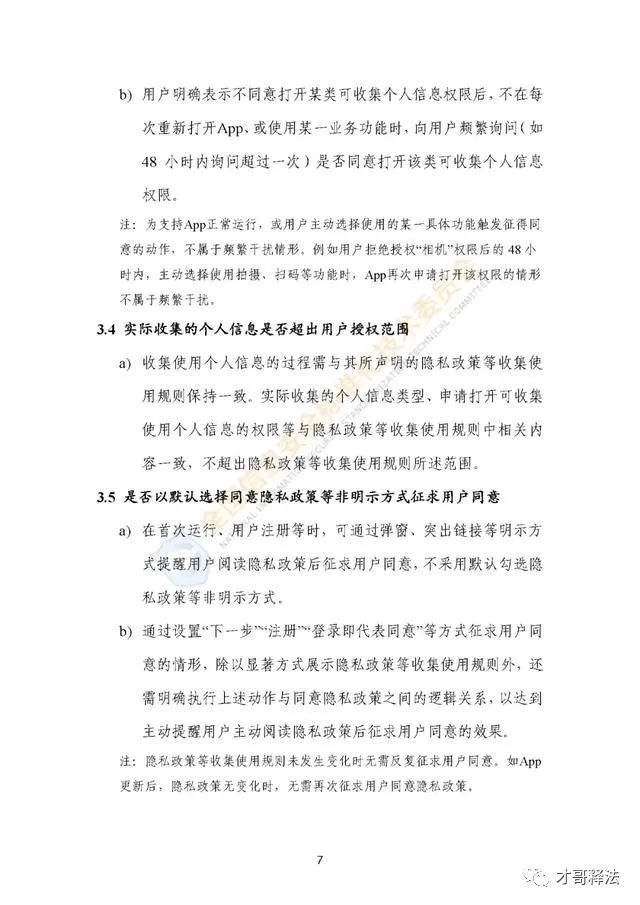 b) 用户明确表示不同意打开某类可收集个人信息权限后，不在每
次重新打开App、或使用某一业务功能时，向用户频繁询问（如
48 小时内询问超过一次）是否同意打开该类可收集个人信息
权限。
注：为支持App正常运行，或用户主动选择使用的某一具体功能触发征得同
意的动作，不属于频繁干扰情形。例如用户拒绝授权“相机”权限后的 48 小
时内，主动选择使用拍摄、扫码等功能时，App再次申请打开该权限的情形
不属于频繁干扰。
3.4 实际收集的个人信息是否超出用户授权范围
a) 收集使用个人信息的过程需与其所声明的隐私政策等收集使
用规则保持一致。实际收集的个人信息类型、申请打开可收集
使用个人信息的权限等与隐私政策等收集使用规则中相关内
容一致，不超出隐私政策等收集使用规则所述范围。
3.5 是否以默认选择同意隐私政策等非明示方式征求用户同意
a) 在首次运行、用户注册等时，可通过弹窗、突出链接等明示方
式提醒用户阅读隐私政策后征求用户同意，不采用默认勾选隐
私政策等非明示方式。
b) 通过设置“下一步”“注册”“登录即代表同意”等方式征求用户同
意的情形，除以显著方式展示隐私政策等收集使用规则外，还
需明确执行上述动作与同意隐私政策之间的逻辑关系，以达到
主动提醒用户主动阅读隐私政策后征求用户同意的效果。
注：隐私政策等收集使用规则未发生变化时无需反复征求用户同意。如App
更新后，隐私政策无变化时，无需再次征求用户同意隐私政策。
全国信息安全标准化技术委员会
NATIONAL INFORMATION SECURITY STANDARDIZATION TECHNICAL COMMITTEE
7
才哥释法